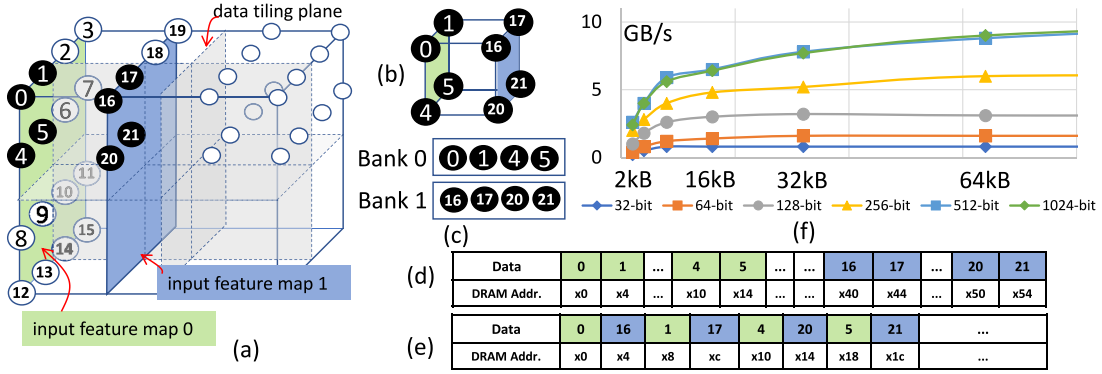 data tiling plane
3
19
2
18
1
17
7
0
16
6
5
21
4
20
11
10
9
15
8
14
13
12
input feature map 1
input feature map 0
(a)
(b)
1
17
0
16
5
21
4
20
Bank 0 0 1 4 5
Bank 1 16 17 20 21
(c)
10
GB/s
5
0
2kB 16kB 32kB 64kB
32-bit 64-bit 128-bit 256-bit 512-bit 1024-bit
(f)
(d)
Data 0 1 ... 4 5 ... ... 16 17 ... 20 21
DRAM Addr. x0 x4 ... x10 x14 ... ... x40 x44 ... x50 x54
(e)
Data 0 16 1 17 4 20 5 21 ...
DRAM Addr. x0 x4 x8 xc x10 x14 x18 x1c ...